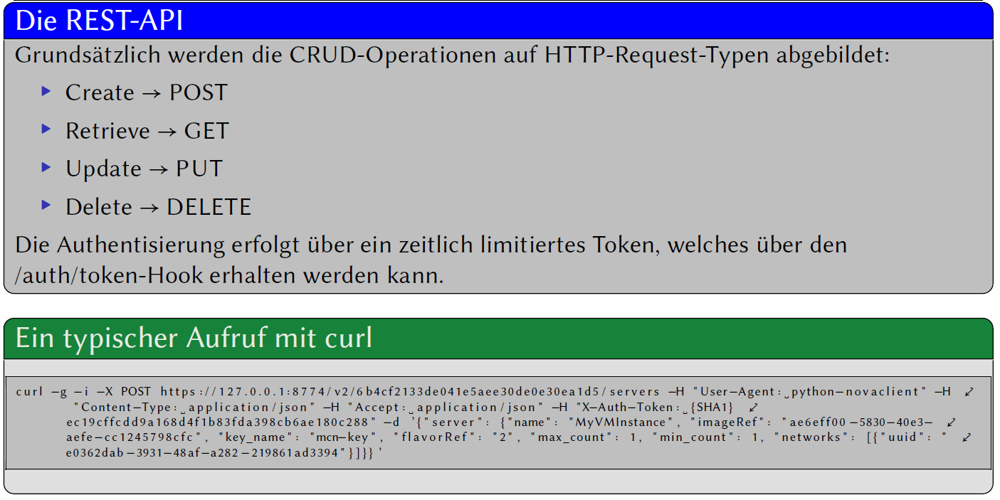 Die REST-API
Grundsätzlich werden die CRUD-Operationen auf HTTP-Request-Typen abgebildet:
▶ Create → POST
▶ Retrieve → GET
▶ Update → PUT
▶ Delete → DELETE
Die Authentisierung erfolgt über ein zeitlich limitiertes Token, welches über den
/auth/token-Hook erhalten werden kann.
Ein typischer Aufruf mit curl
curl −g −i −X POST https://127.0.0.1:8774/v2/6b4cf2133de041e5aee30de0e30ea1d5/servers −H "User−Agent:␣python−novaclient" −H ⤦
"Content−Type:␣application/json" −H "Accept:␣application/json" −H "X−Auth−Token:␣{SHA1} ⤦
ec19cffcdd9a168d4f1b83fda398cb6ae180c288" −d '{"server": {"name": "MyVMInstance", "imageRef": "ae6eff00−5830−40e3− ⤦
aefe−cc1245798cfc", "key_name": "mcn−key", "flavorRef": "2", "max_count": 1, "min_count": 1, "networks": [{"uuid": " ⤦
e0362dab−3931−48af−a282−219861ad3394"}]}}'